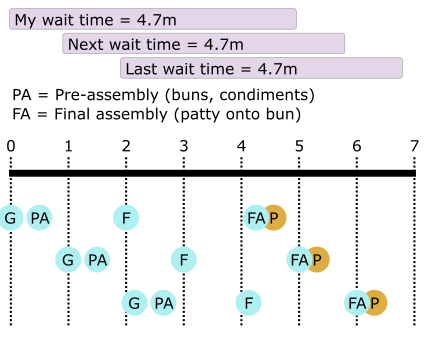 My wait time = 4.7m
Next wait time = 4.7m
Last wait time = 4.7m
PA = Pre-assembly (buns, condiments)
FA = Final assembly (patty onto bun)
0 1 2 3 4 5 6 7
G PA F FA P
G PA F FA P
G PA F FA P